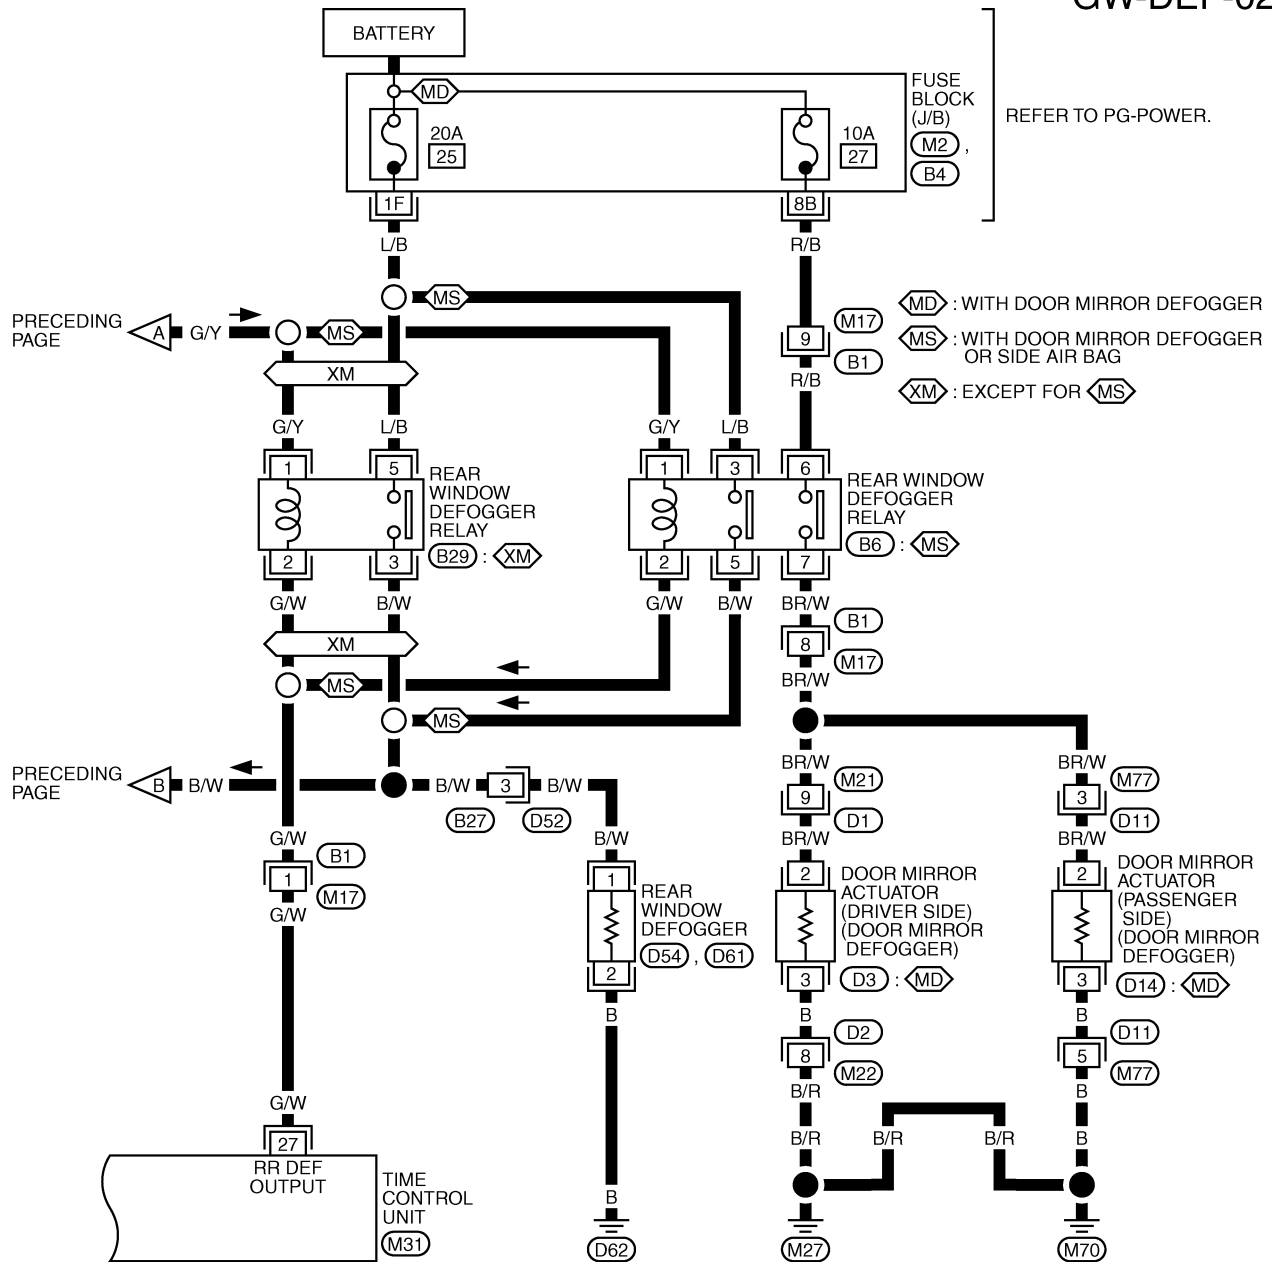 BATTERY
MD
FUSE
BLOCK
(J/B)
M2 ,
B4
REFER TO PG-POWER.
20A
25
10A
27
1F
8B
L/B
R/B
MS
MD : WITH DOOR MIRROR DEFOGGER
MS : WITH DOOR MIRROR DEFOGGER
OR SIDE AIR BAG
XM : EXCEPT FOR MS
PRECEDING
PAGE
A
G/Y
MS
M17
9
B1
R/B
XM
G/Y
L/B
G/Y
L/B
1
5
1
3
6
REAR
WINDOW
DEFOGGER
RELAY
B29 : XM
REAR WINDOW
DEFOGGER
RELAY
B6 : MS
2
3
2
5
7
G/W
B/W
G/W
B/W
BR/W
B1
8
M17
BR/W
XM
MS
MS
PRECEDING
PAGE
B
B/W
B/W
3
B/W
B27
D52
B/W
BR/W
M21
9
D1
BR/W
BR/W
M77
3
D11
BR/W
G/W
B1
1
M17
G/W
1
REAR
WINDOW
DEFOGGER
D54 , D61
2
B
2
DOOR MIRROR
ACTUATOR
(DRIVER SIDE)
(DOOR MIRROR
DEFOGGER)
3
D3 : MD
B
D2
8
M22
B/R
2
DOOR MIRROR
ACTUATOR
(PASSENGER
SIDE)
(DOOR MIRROR
DEFOGGER)
3
D14 : MD
B
D11
5
M77
B
G/W
27
RR DEF
OUTPUT
TIME
CONTROL
UNIT
M31
B
D62
B/R
B/R
B/R
B
M27
M70